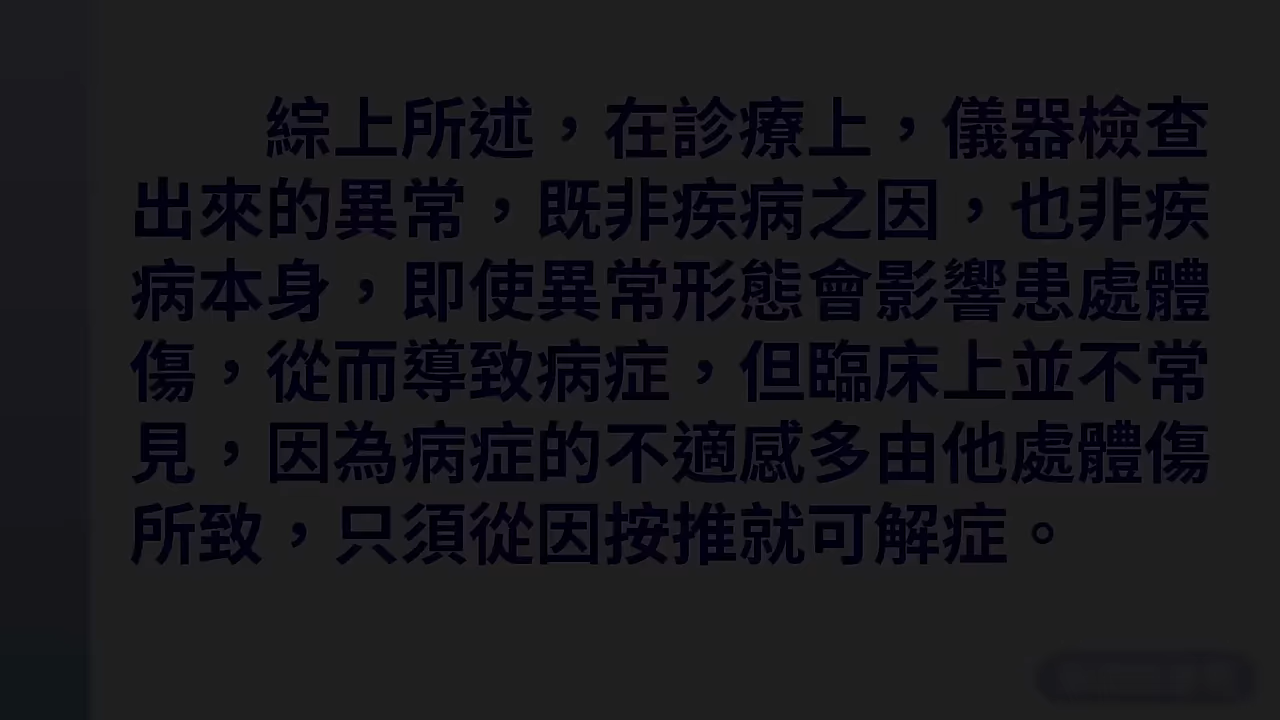 綜上所述，在診療上，儀器檢查
出來的異常，既非疾病之因，也非疾
病本身，即使異常形態會影響患處體
傷，從而導致病症，但臨床上並不常
見，因為病症的不適感多由他處體傷
所致，只須從因按推就可解症。